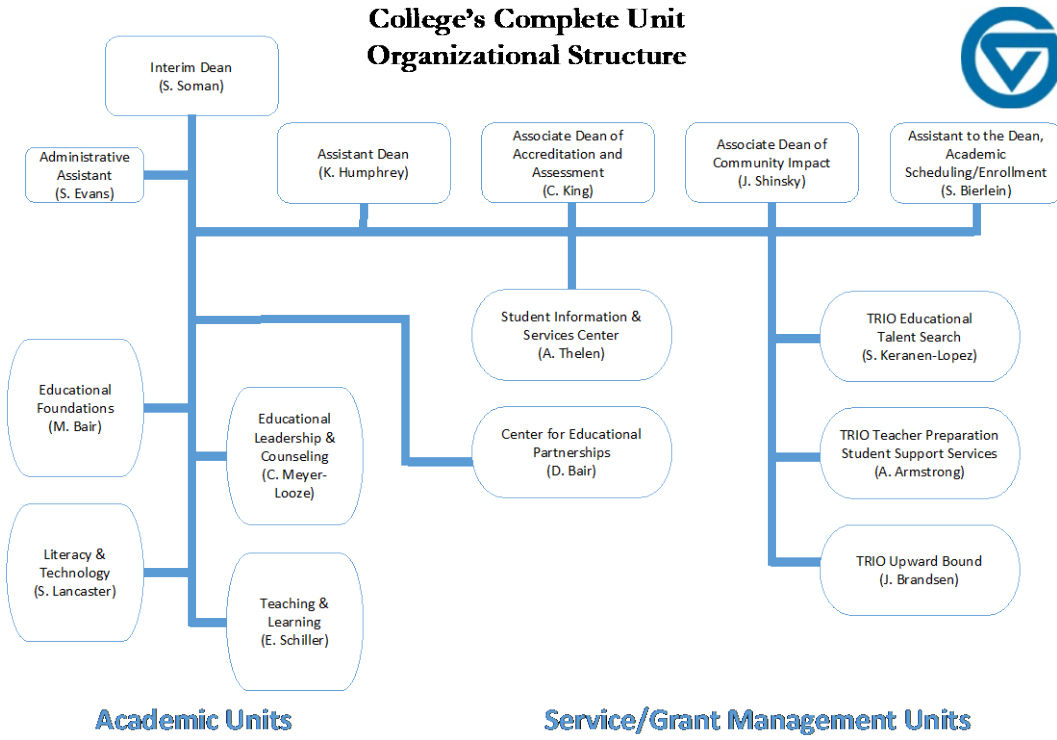 College's Complete Unit
Organizational Structure
Interim Dean
(S. Soman)
Administrative
Assistant
(S. Evans)
Assistant Dean
(K. Humphrey)
Associate Dean of
Accreditation and
Assessment
(C. King)
Associate Dean of
Community Impact
(J. Shinsky)
Assistant to the Dean,
Academic
Scheduling/Enrollment
(S. Bierlein)
Student Information &
Services Center
(A. Thelen)
TRIO Educational
Talent Search
(S. Keranen-Lopez)
Educational
Foundations
(M. Bair)
Educational
Leadership &
Counseling
(C. Meyer-
Looze)
Center for Educational
Partnerships
(D. Bair)
TRIO Teacher Preparation
Student Support Services
(A. Armstrong)
Literacy &
Technology
(S. Lancaster)
Teaching &
Learning
(E. Schiller)
TRIO Upward Bound
(J. Brandsen)
Academic Units
Service/Grant Management Units